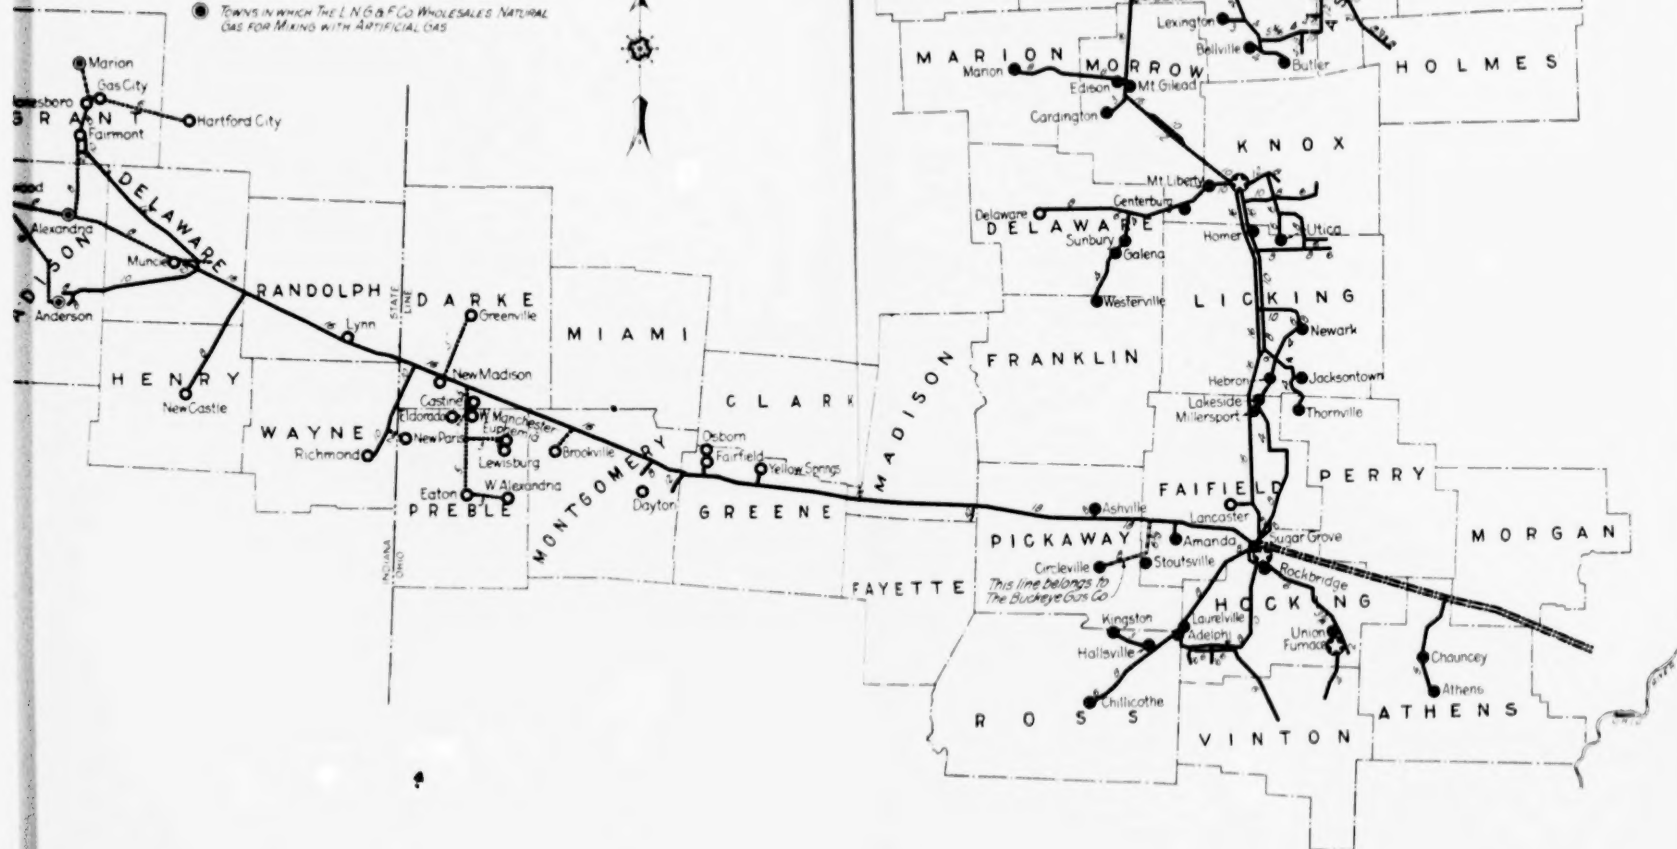 TOWNS IN WHICH THE L.N.G.&F.CO. WHOLESALES NATURAL
GAS FOR MIXING WITH ARTIFICIAL GAS
Marion
Gas City
Hartford City
GRANT
Fairmont
DELAWARE
Alexandria
Muncie
Anderson
RANDOLPH
STATE LINE
DARKE
Greenville
Lynn
MIAMI
HENRY
New Castle
New Madison
Castine
Eldorado
W. Manchester
Euphemia
WAYNE
New Paris
Richmond
Lewisburg
Brookville
Eaton
W. Alexandria
PREBLE
MONTGOMERY
Dayton
CLARK
Osborn
Fairfield
Yellow Springs
GREENE
MADISON
INDIANA
OHIO
Lexington
Bellville
Butler
MARION
Marion
MORROW
Edison
Mt. Gilead
Cardington
HOLMES
KNOX
Mt. Liberty
Centerburg
Delaware
DELAWARE
Sunbury
Galena
Westerville
Homer
Utica
LICKING
Newark
FRANKLIN
Hebron
Jacksontown
Lakeside
Millersport
Thornville
PERRY
FAIFIELD
Lancaster
Ashville
PICKAWAY
Amanda
Sugar Grove
MORGAN
Circleville
Stoutsville
Rockbridge
This line belongs to
The Buckeye Gas Co
FAYETTE
HOCKING
Kingston
Laurelville
Adelphi
Hallsville
Union
Furnace
Chauncey
Athens
Chillicothe
ROSS
VINTON
ATHENS